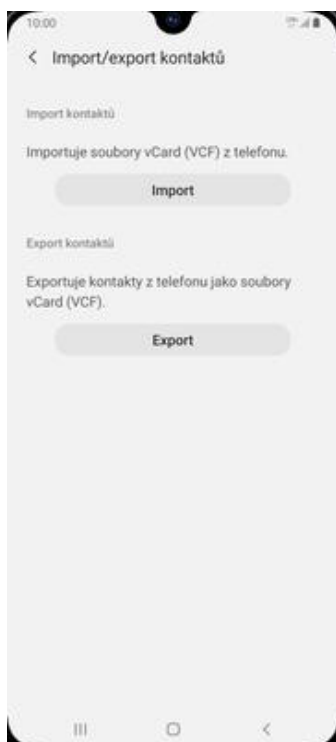 10:00
Import/export kontaktů
Import kontaktů
Importuje soubory vCard (VCF) z telefonu.
Import
Export kontaktů
Exportuje kontakty z telefonu jako soubory
vCard (VCF).
Export